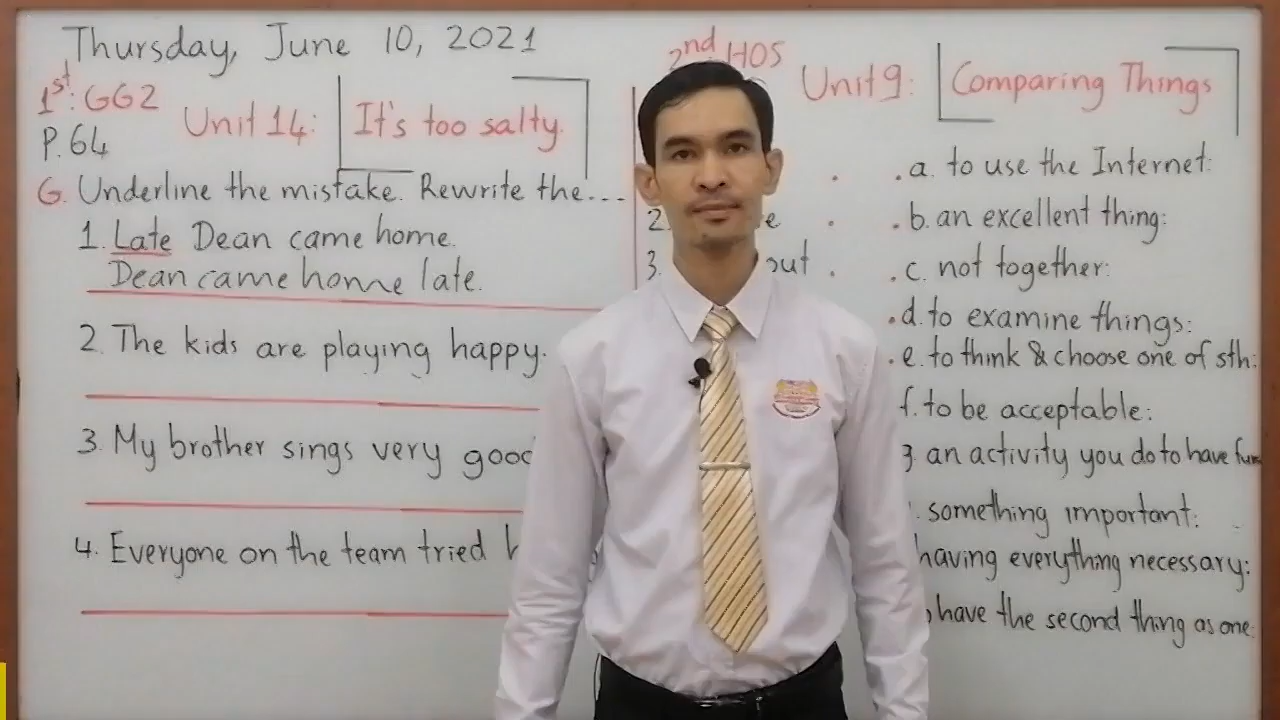 Thursday, June 10, 2021
1st: GG2
P. 64
Unit 14: It's too salty.
G. Underline the mistake. Rewrite the...
1. Late Dean came home.
Dean came home late.
2. The kids are playing happy.
3. My brother sings very
4. Everyone on the team tried
2nd HOS
Unit 9: Comparing Things
2.
3.
a. to use the Internet:
b. an excellent thing:
c. not together:
d. to examine things:
e. to think & choose one of sth:
f. to be acceptable:
g. an activity you do to have fun
something important:
having everything necessary:
have the second thing as one